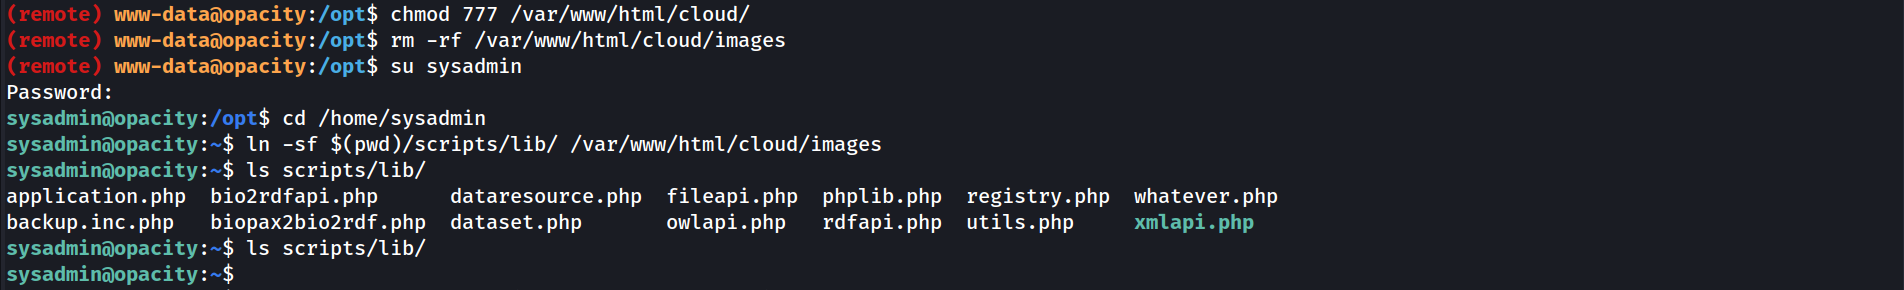 (remote) www-data@opacity:/opt$ chmod 777 /var/www/html/cloud/
(remote) www-data@opacity:/opt$ rm -rf /var/www/html/cloud/images
(remote) www-data@opacity:/opt$ su sysadmin
Password:
sysadmin@opacity:/opt$ cd /home/sysadmin
sysadmin@opacity:~$ ln -sf $(pwd)/scripts/lib/ /var/www/html/cloud/images
sysadmin@opacity:~$ ls scripts/lib/
application.php  bio2rdfapi.php      dataresource.php  fileapi.php  phplib.php  registry.php  whatever.php
backup.inc.php   biopax2bio2rdf.php  dataset.php       owlapi.php   rdfapi.php  utils.php     xmlapi.php
sysadmin@opacity:~$ ls scripts/lib/
sysadmin@opacity:~$